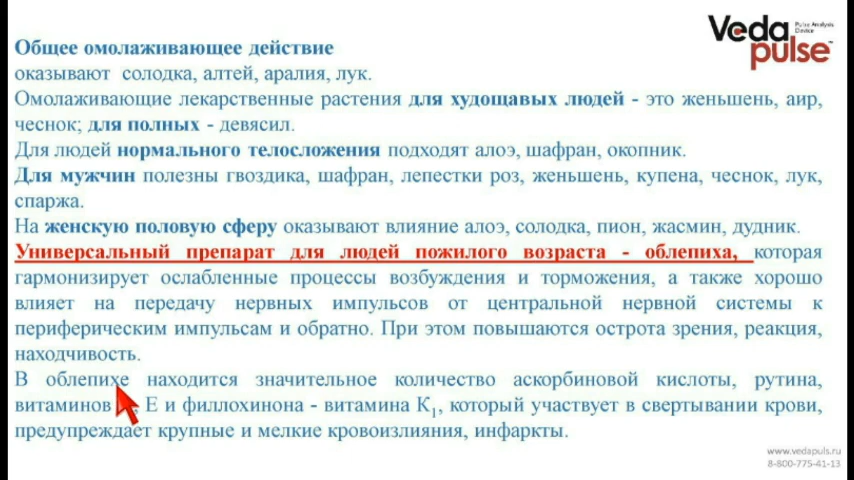 Veda Pulse Analysis Device
pulse™
Общее омолаживающее действие
оказывают солодка, алтей, аралия, лук.
Омолаживающие лекарственные растения для худощавых людей - это женьшень, аир,
чеснок; для полных - девясил.
Для людей нормального телосложения подходят алоэ, шафран, окопник.
Для мужчин полезны гвоздика, шафран, лепестки роз, женьшень, купена, чеснок, лук,
спаржа.
На женскую половую сферу оказывают влияние алоэ, солодка, пион, жасмин, дудник.
Универсальный препарат для людей пожилого возраста - облепиха, которая
гармонизирует ослабленные процессы возбуждения и торможения, а также хорошо
влияет на передачу нервных импульсов от центральной нервной системы к
периферическим импульсам и обратно. При этом повышаются острота зрения, реакция,
находчивость.
В облепихе находится значительное количество аскорбиновой кислоты, рутина,
витаминов , Е и филлохинона - витамина К1, который участвует в свертывании крови,
предупреждает крупные и мелкие кровоизлияния, инфаркты.
www.vedapuls.ru
8-800-775-41-13